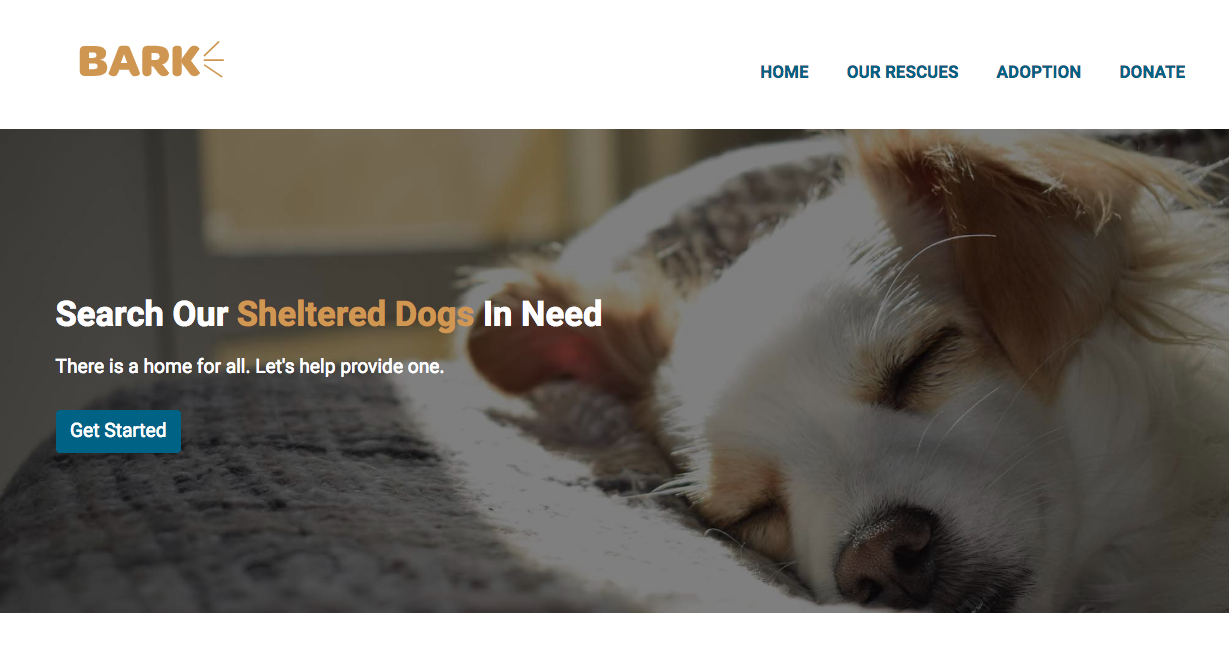 BARK
HOME OUR RESCUES ADOPTION DONATE
Search Our Sheltered Dogs In Need
There is a home for all. Let's help provide one.
Get Started